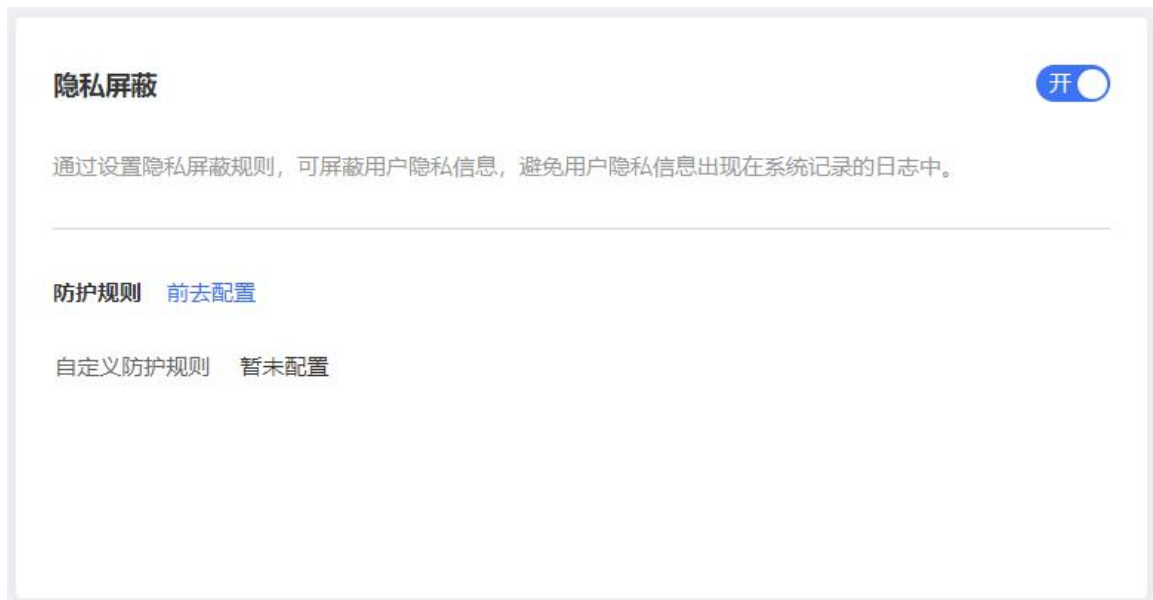 隐私屏蔽
开
通过设置隐私屏蔽规则，可屏蔽用户隐私信息，避免用户隐私信息出现在系统记录的日志中。
防护规则 前去配置
自定义防护规则 暂未配置